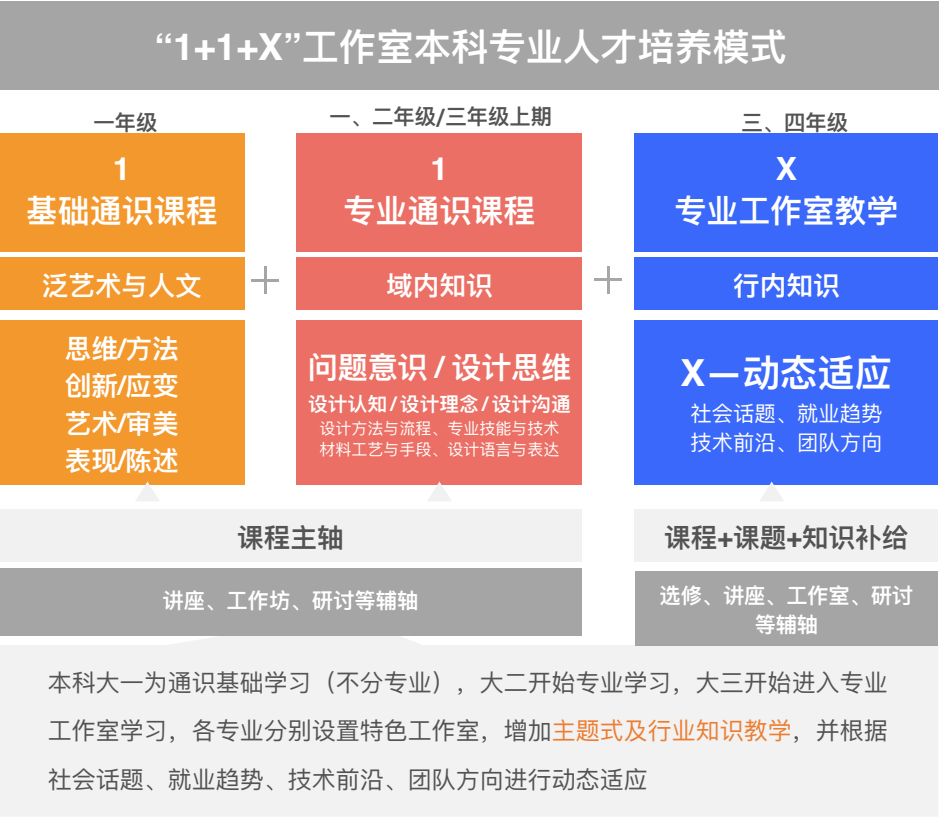 “1+1+X”工作室本科专业人才培养模式
一年级
1
基础通识课程
泛艺术与人文
思维/方法
创新/应变
艺术/审美
表现/陈述
+
一、二年级/三年级上期
1
专业通识课程
域内知识
问题意识 / 设计思维
设计认知/设计理念/设计沟通
设计方法与流程、专业技能与技术
材料工艺与手段、设计语言与表达
+
三、四年级
X
专业工作室教学
行内知识
X—动态适应
社会话题、就业趋势
技术前沿、团队方向
课程主轴
讲座、工作坊、研讨等辅轴
课程+课题+知识补给
选修、讲座、工作室、研讨
等辅轴
本科大一为通识基础学习（不分专业），大二开始专业学习，大三开始进入专业
工作室学习，各专业分别设置特色工作室，增加主题式及行业知识教学，并根据
社会话题、就业趋势、技术前沿、团队方向进行动态适应